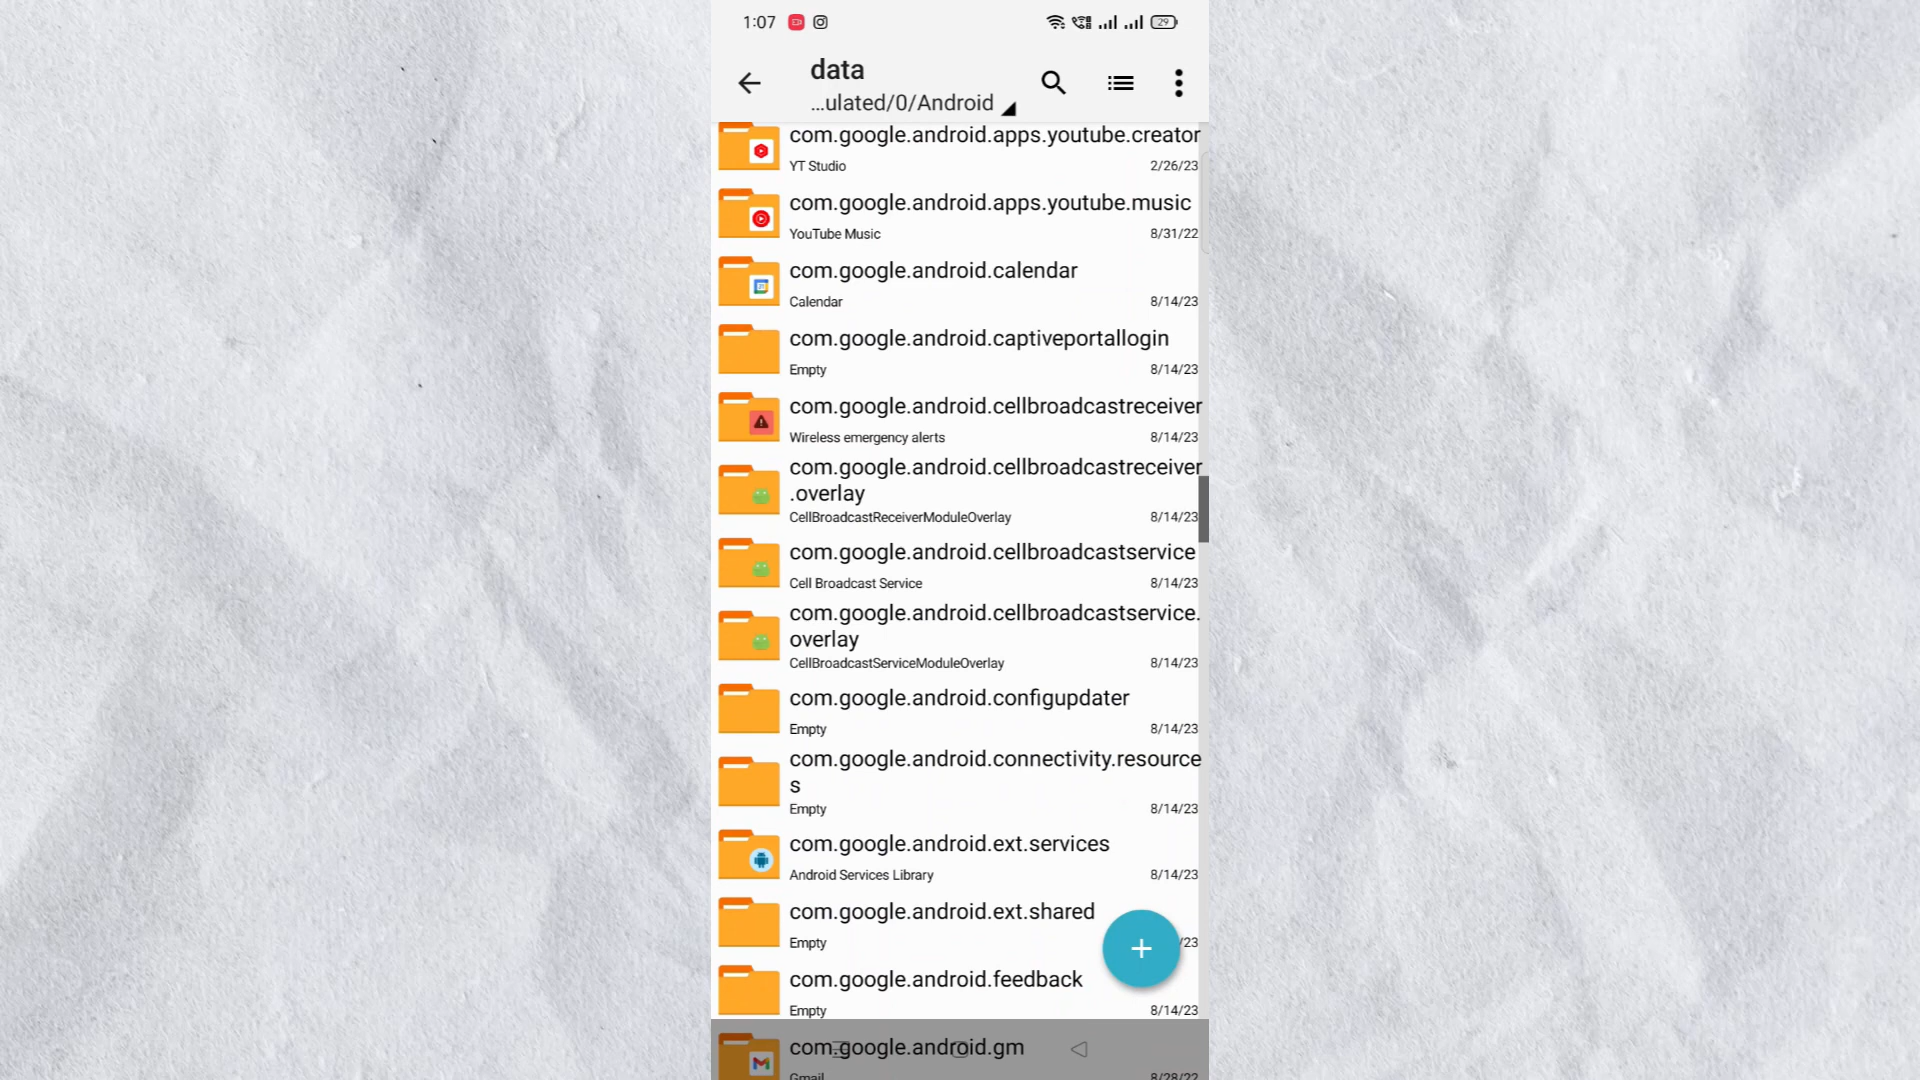 1:07
29
data
...ulated/0/Android
com.google.android.apps.youtube.creator
YT Studio 2/26/23
com.google.android.apps.youtube.music
YouTube Music 8/31/22
com.google.android.calendar
Calendar 8/14/23
com.google.android.captiveportallogin
Empty 8/14/23
com.google.android.cellbroadcastreceiver
Wireless emergency alerts 8/14/23
com.google.android.cellbroadcastreceiver
.overlay
CellBroadcastReceiverModuleOverlay 8/14/23
com.google.android.cellbroadcastservice
Cell Broadcast Service 8/14/23
com.google.android.cellbroadcastservice.
overlay
CellBroadcastServiceModuleOverlay 8/14/23
com.google.android.configupdater
Empty 8/14/23
com.google.android.connectivity.resource
s
Empty 8/14/23
com.google.android.ext.services
Android Services Library 8/14/23
com.google.android.ext.shared
Empty /23
com.google.android.feedback
Empty 8/14/23
com.google.android.gm
Gmail 8/28/22